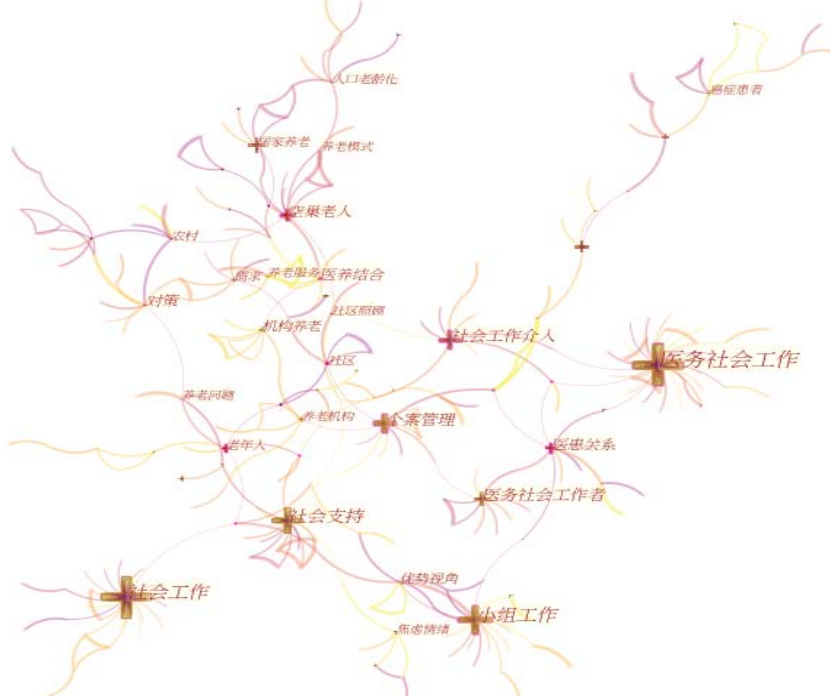 人口老龄化
癌症患者
居家养老
养老模式
空巢老人
农村
需求
养老服务
医养结合
对策
社区照顾
机构养老
社会工作介入
社区
医务社会工作
养老问题
养老机构
个案管理
老年人
医患关系
医务社会工作者
社会支持
优势视角
社会工作
小组工作
焦虑情绪